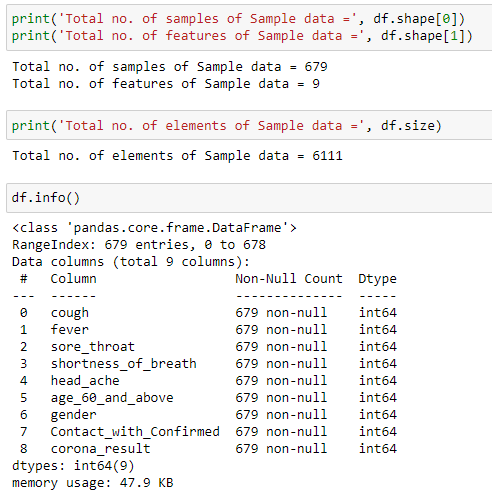 print('Total no. of samples of Sample data =', df.shape[0])
print('Total no. of features of Sample data =', df.shape[1])
Total no. of samples of Sample data = 679
Total no. of features of Sample data = 9
print('Total no. of elements of Sample data =', df.size)
Total no. of elements of Sample data = 6111
df.info()
<class 'pandas.core.frame.DataFrame'>
RangeIndex: 679 entries, 0 to 678
Data columns (total 9 columns):
 #   Column                 Non-Null Count  Dtype
---  ------                 --------------  -----
 0   cough                  679 non-null    int64
 1   fever                  679 non-null    int64
 2   sore_throat            679 non-null    int64
 3   shortness_of_breath    679 non-null    int64
 4   head_ache              679 non-null    int64
 5   age_60_and_above       679 non-null    int64
 6   gender                 679 non-null    int64
 7   Contact_with_Confirmed 679 non-null    int64
 8   corona_result          679 non-null    int64
dtypes: int64(9)
memory usage: 47.9 KB